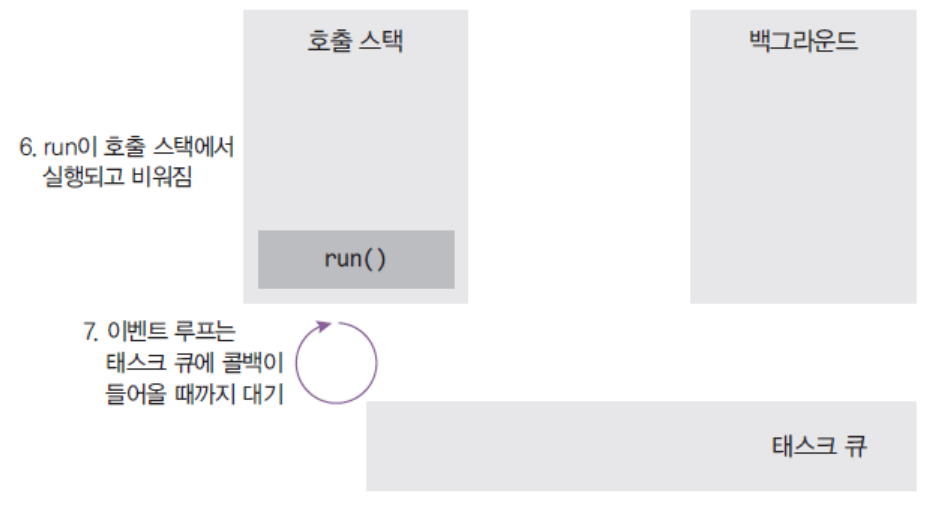 호출 스택
백그라운드
6. run이 호출 스택에서
실행되고 비워짐
run()
7. 이벤트 루프는
태스크 큐에 콜백이
들어올 때까지 대기
태스크 큐